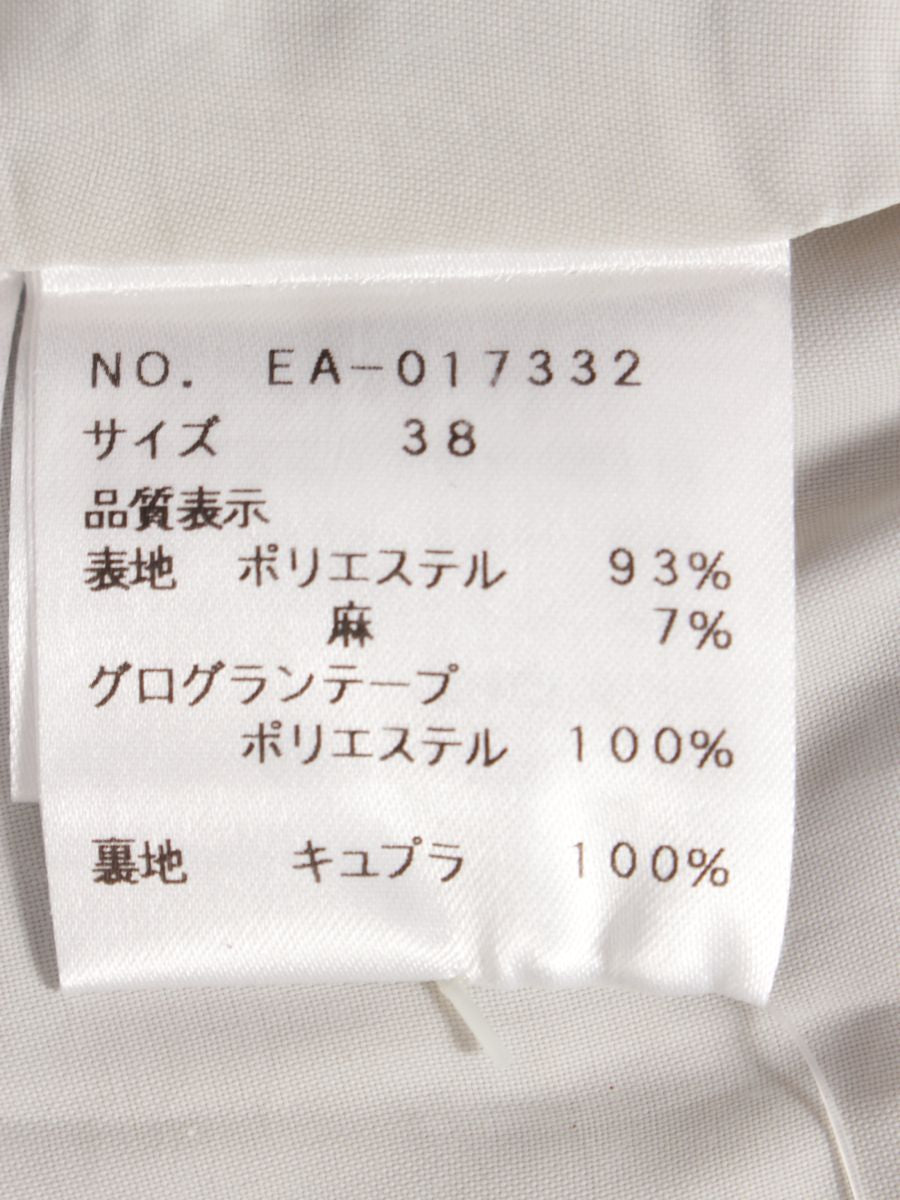 NO. EA-017332
サイズ 38
品質表示
表地 ポリエステル 93%
麻 7%
グログランテープ
ポリエステル 100%
裏地 キュプラ 100%